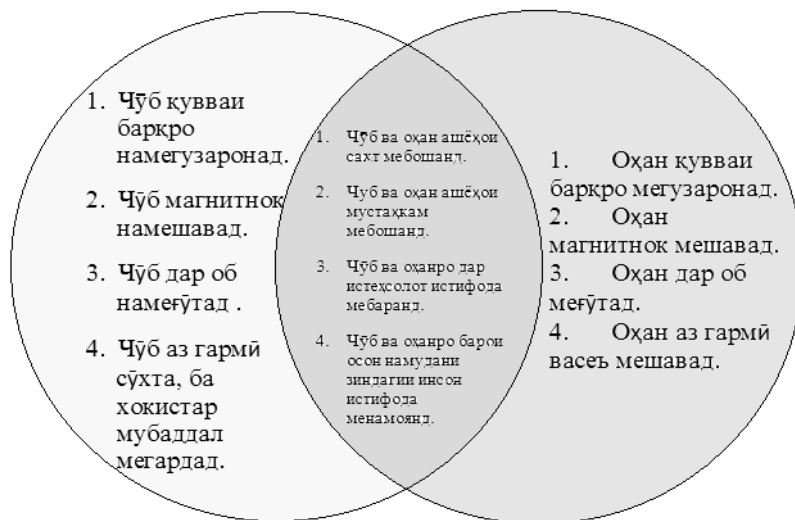 1. Чӯб қувваи
барқро
намегузаронад.
2. Чӯб магнитнок
намешавад.
3. Чӯб дар об
намеғӯтад .
4. Чӯб аз гармӣ
сӯхта, ба
хокистар
мубаддал
мегардад.
1. Чӯб ва оҳан ашёҳои
сахт мебошанд.
2. Чуб ва оҳан ашёҳои
мустаҳкам
мебошанд.
3. Чӯб ва оҳанро дар
истеҳсолот истифода
мебаранд.
4. Чӯб ва оҳанро барои
осон намудани
зиндагии инсон
истифода
менамоянд.
1. Оҳан қувваи
барқро мегузаронад.
2. Оҳан
магнитнок мешавад.
3. Оҳан дар об
меғӯтад.
4. Оҳан аз гармӣ
васеъ мешавад.